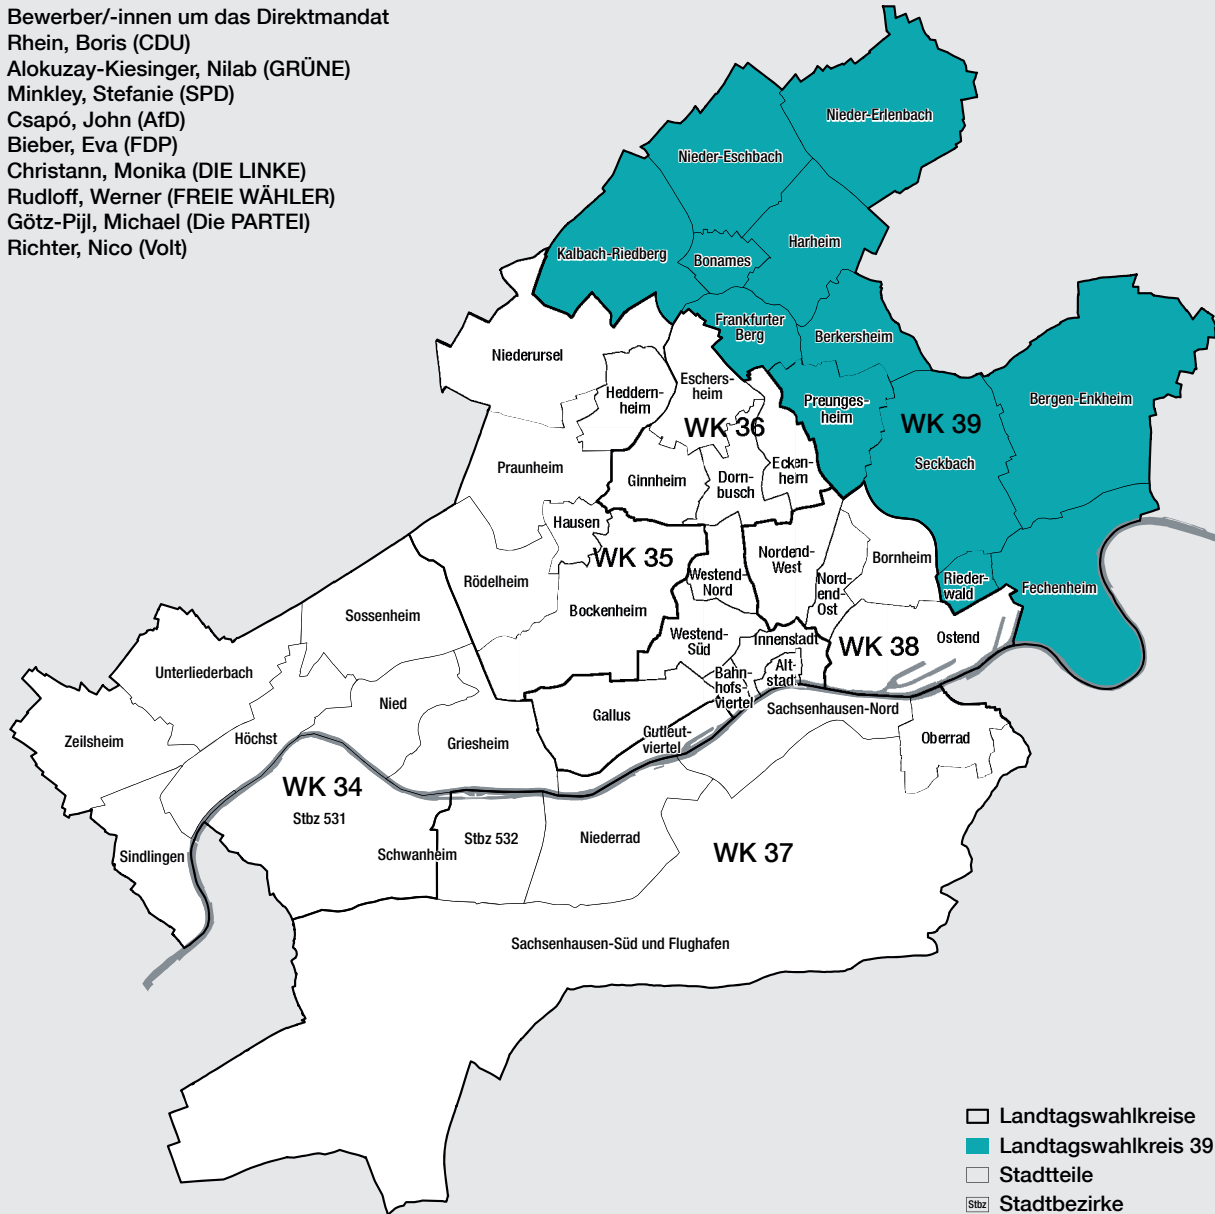 Bewerber/-innen um das Direktmandat
Rhein, Boris (CDU)
Alokuzay-Kiesinger, Nilab (GRÜNE)
Minkley, Stefanie (SPD)
Csapó, John (AfD)
Bieber, Eva (FDP)
Christann, Monika (DIE LINKE)
Rudloff, Werner (FREIE WÄHLER)
Götz-Pijl, Michael (Die PARTEI)
Richter, Nico (Volt)
Nieder-Erlenbach
Nieder-Eschbach
Harheim
Kalbach-Riedberg
Bonames
Frankfurter
Berg
Berkersheim
Niederursel
Heddern-
heim
Eschers-
heim
WK 36
Preunges-
heim
WK 39
Seckbach
Bergen-Enkheim
Praunheim
Ginnheim
Dorn-
busch
Ecken-
heim
Hausen
WK 35
Rödelheim
Bockenheim
Westend-
Nord
Nordend-
West
Nord-
end-
Ost
Bornheim
Rieder-
wald
Fechenheim
Sossenheim
Westend-
Süd
Innenstadt
WK 38
Ostend
Unterliederbach
Alt-
stadt
Bahn-
hofs-
viertel
Nied
Gallus
Gutleut-
viertel
Sachsenhausen-Nord
Zeilsheim
Höchst
Griesheim
Oberrad
WK 34
Stbz 531
Schwanheim
Stbz 532
Niederrad
WK 37
Sindlingen
Sachsenhausen-Süd und Flughafen
Landtagswahlkreise
Landtagswahlkreis 39
Stadtteile
Stbz Stadtbezirke